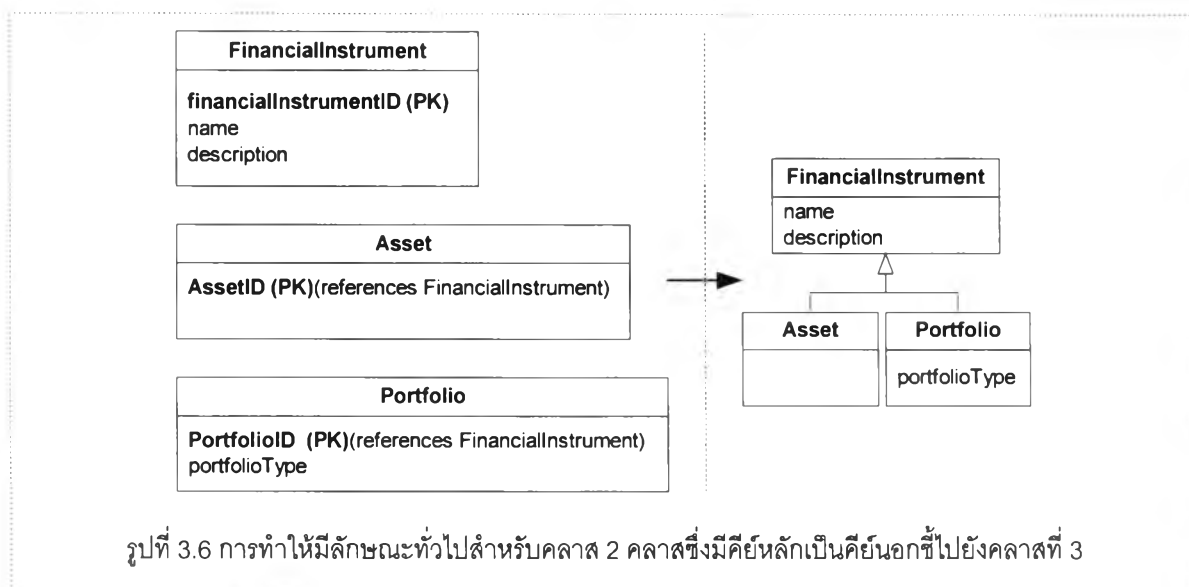 FinancialInstrument
financialInstrumentID (PK)
name
description
Asset
AssetID (PK)(references FinancialInstrument)
Portfolio
PortfolioID (PK)(references FinancialInstrument)
portfolioType
FinancialInstrument
name
description
Asset
Portfolio
portfolioType
รูปที่ 3.6 การทำให้มีลักษณะทั่วไปสำหรับคลาส 2 คลาสซึ่งมีคีย์หลักเป็นคีย์นอกชี้ไปยังคลาสที่ 3